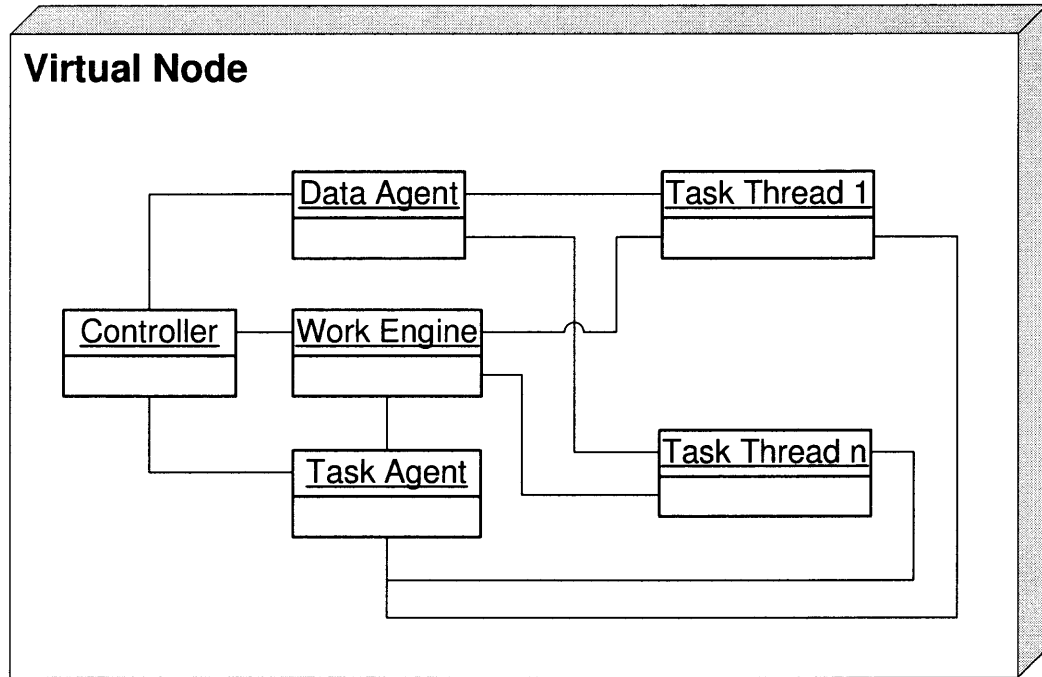 Virtual Node
Data Agent
Task Thread 1
Controller
Work Engine
Task Agent
Task Thread n